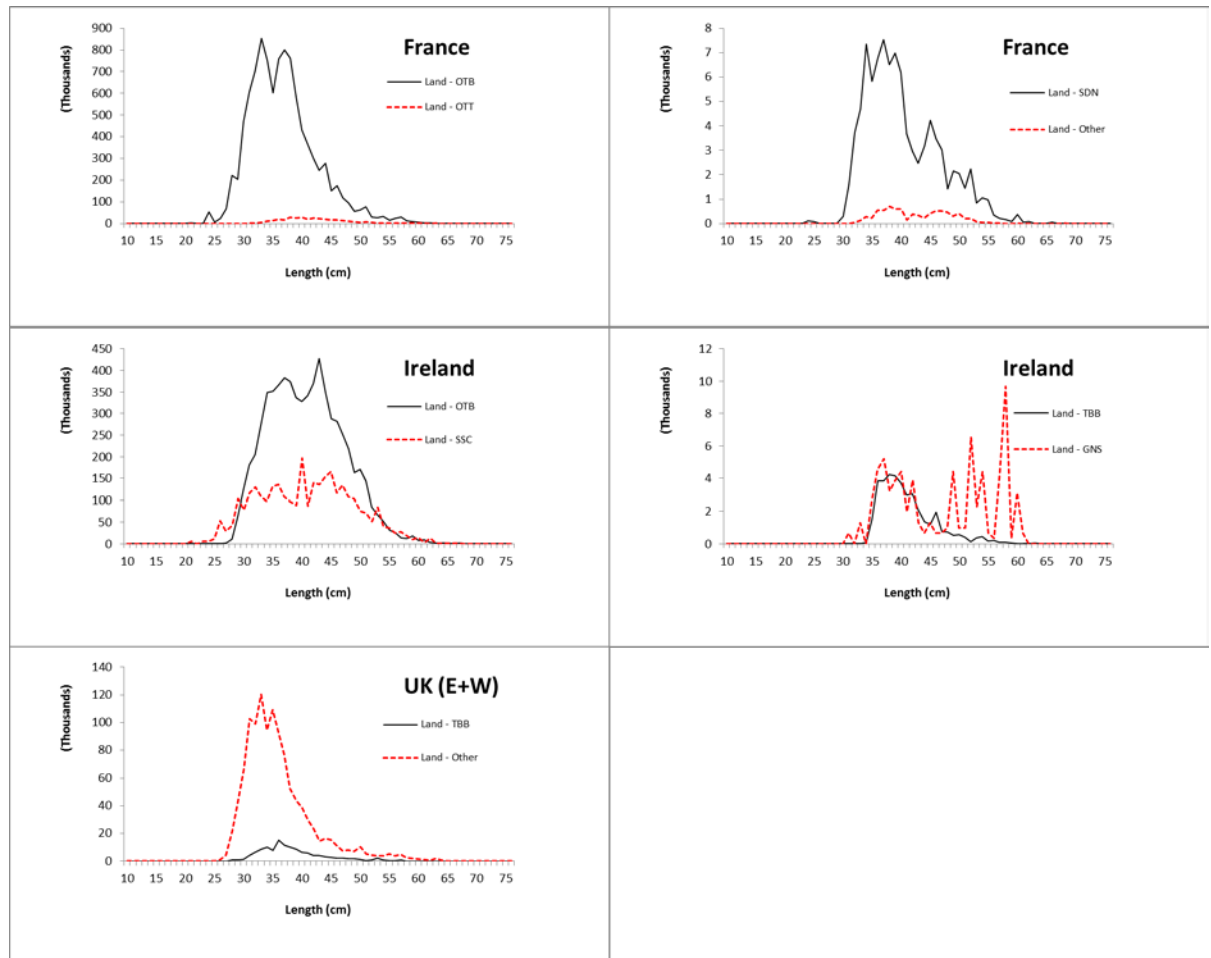 France
(Thousands)
900
800
700
600
500
400
300
200
100
0
Land - OTB
Land - OTT
10 15 20 25 30 35 40 45 50 55 60 65 70 75
Length (cm)
France
(Thousands)
8
7
6
5
4
3
2
1
0
Land - SDN
Land - Other
10 15 20 25 30 35 40 45 50 55 60 65 70 75
Length (cm)
Ireland
(Thousands)
450
400
350
300
250
200
150
100
50
0
Land - OTB
Land - SSC
10 15 20 25 30 35 40 45 50 55 60 65 70 75
Length (cm)
Ireland
(Thousands)
12
10
8
6
4
2
0
Land - TBB
Land - GNS
10 15 20 25 30 35 40 45 50 55 60 65 70 75
Length (cm)
UK (E+W)
(Thousands)
140
120
100
80
60
40
20
0
Land - TBB
Land - Other
10 15 20 25 30 35 40 45 50 55 60 65 70 75
Length (cm)